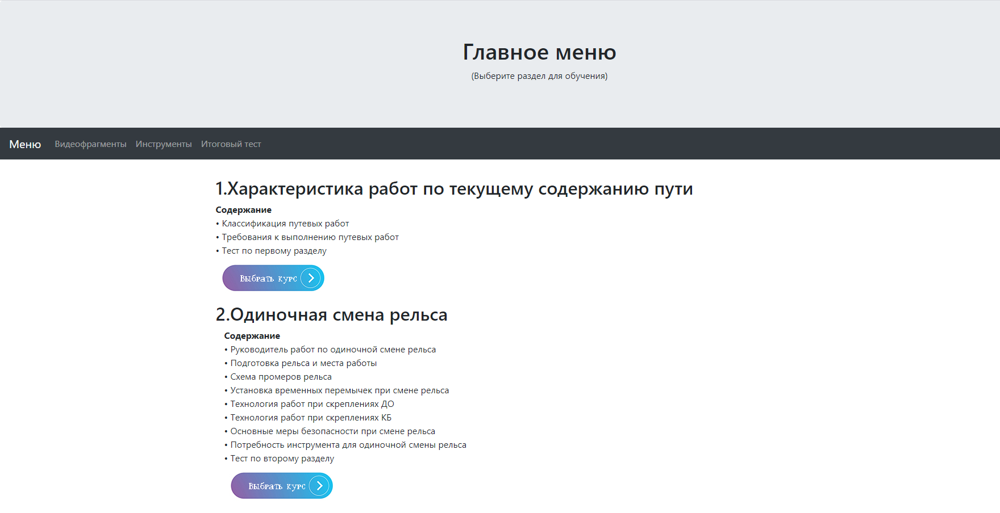 Главное меню
(Выберите раздел для обучения)
Меню Видеофрагменты Инструменты Итоговый тест
1.Характеристика работ по текущему содержанию пути
Содержание
• Классификация путевых работ
• Требования к выполнению путевых работ
• Тест по первому разделу
Выбрать курс
2.Одиночная смена рельса
Содержание
• Руководитель работ по одиночной смене рельса
• Подготовка рельса и места работы
• Схема промеров рельса
• Установка временных перемычек при смене рельса
• Технология работ при скреплениях ДО
• Технология работ при скреплениях КБ
• Основные меры безопасности при смене рельса
• Потребность инструмента для одиночной смены рельса
• Тест по второму разделу
Выбрать курс